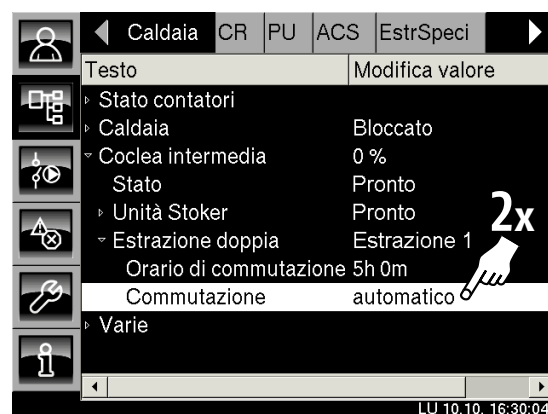 Caldaia CR PU ACS EstrSpeci
Testo Modifica valore
Stato contatori
Caldaia Bloccato
Coclea intermedia 0 %
Stato Pronto
Unità Stoker Pronto
2x
Estrazione doppia Estrazione 1
Orario di commutazione 5h 0m
Commutazione automatico
Varie
LU 10.10. 16:30:04